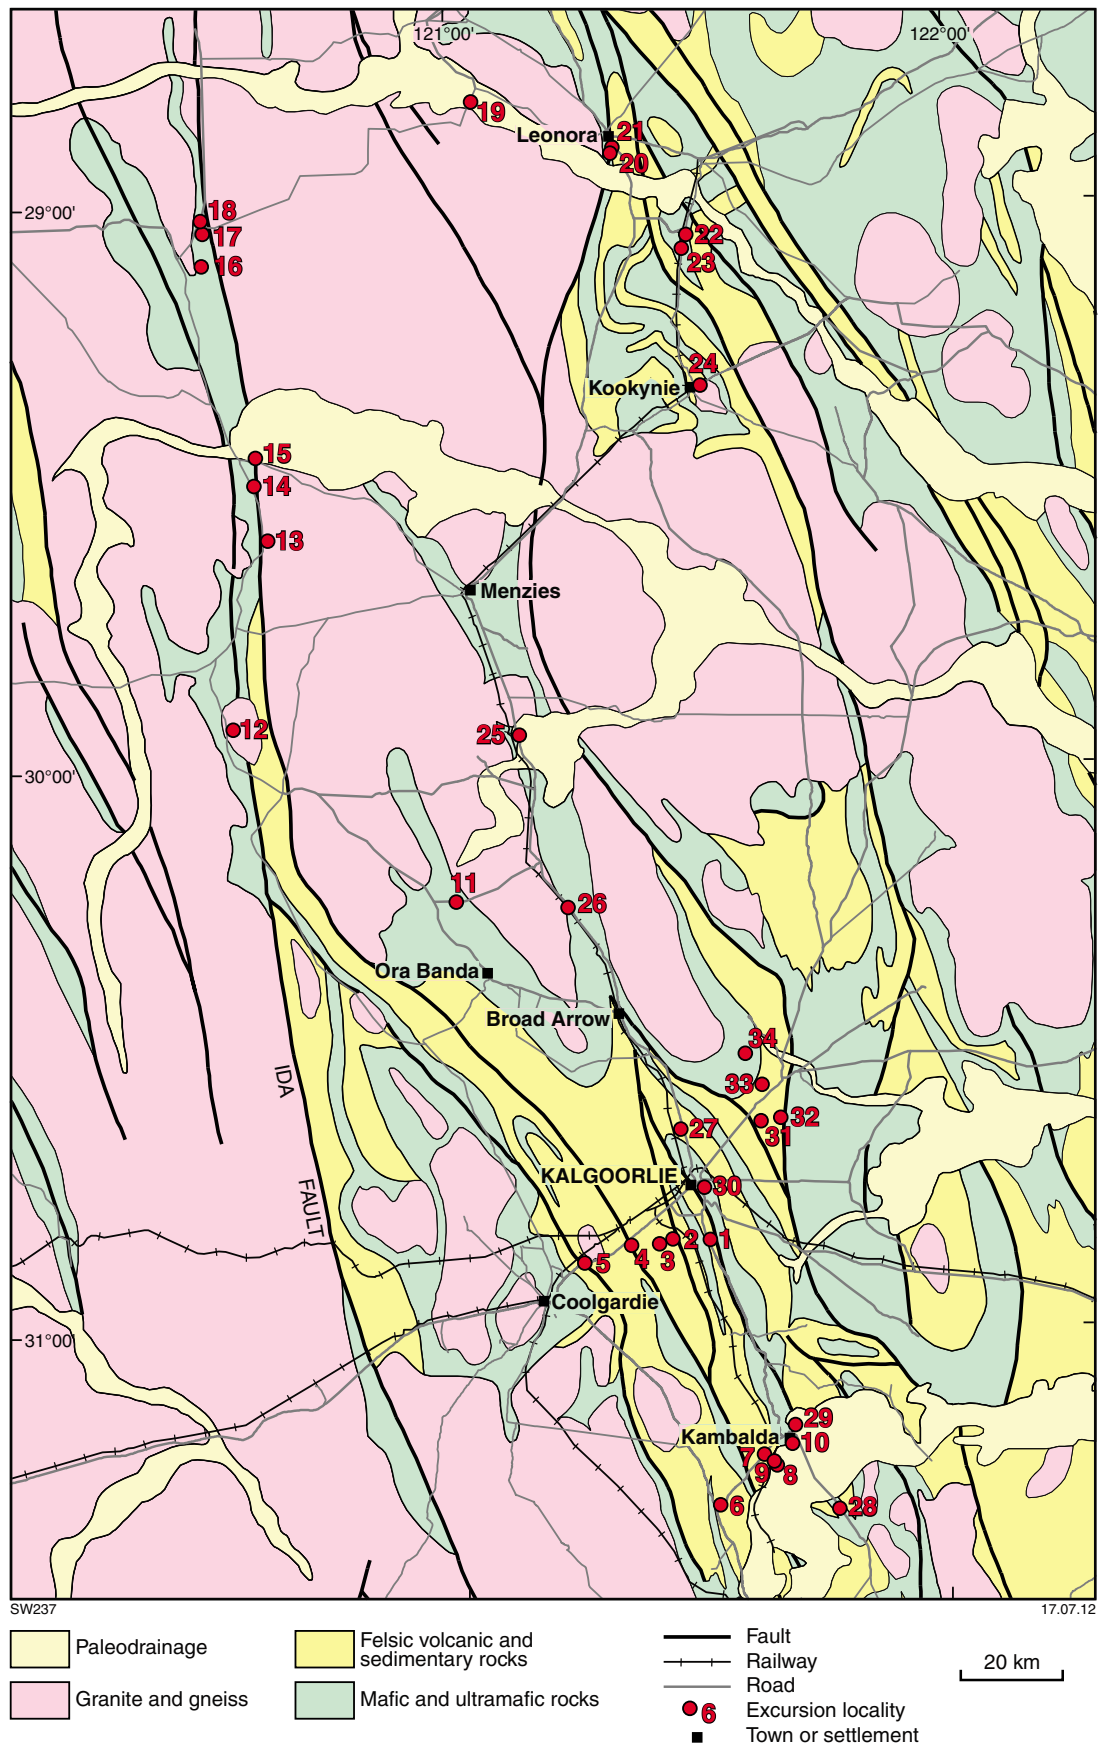 121°00'
122°00'
19
Leonora
21
20
29°00'
18
17
16
22
23
24
Kookynie
15
14
13
Menzies
12
25
30°00'
11
26
Ora Banda
Broad Arrow
34
33
32
31
IDA
FAULT
27
KALGOORLIE
30
1
2
3
4
5
Coolgardie
31°00'
29
Kambalda
10
7
9
8
6
28
SW237
17.07.12
Paleodrainage
Granite and gneiss
Felsic volcanic and
sedimentary rocks
Mafic and ultramafic rocks
Fault
Railway
Road
6
Excursion locality
Town or settlement
20 km